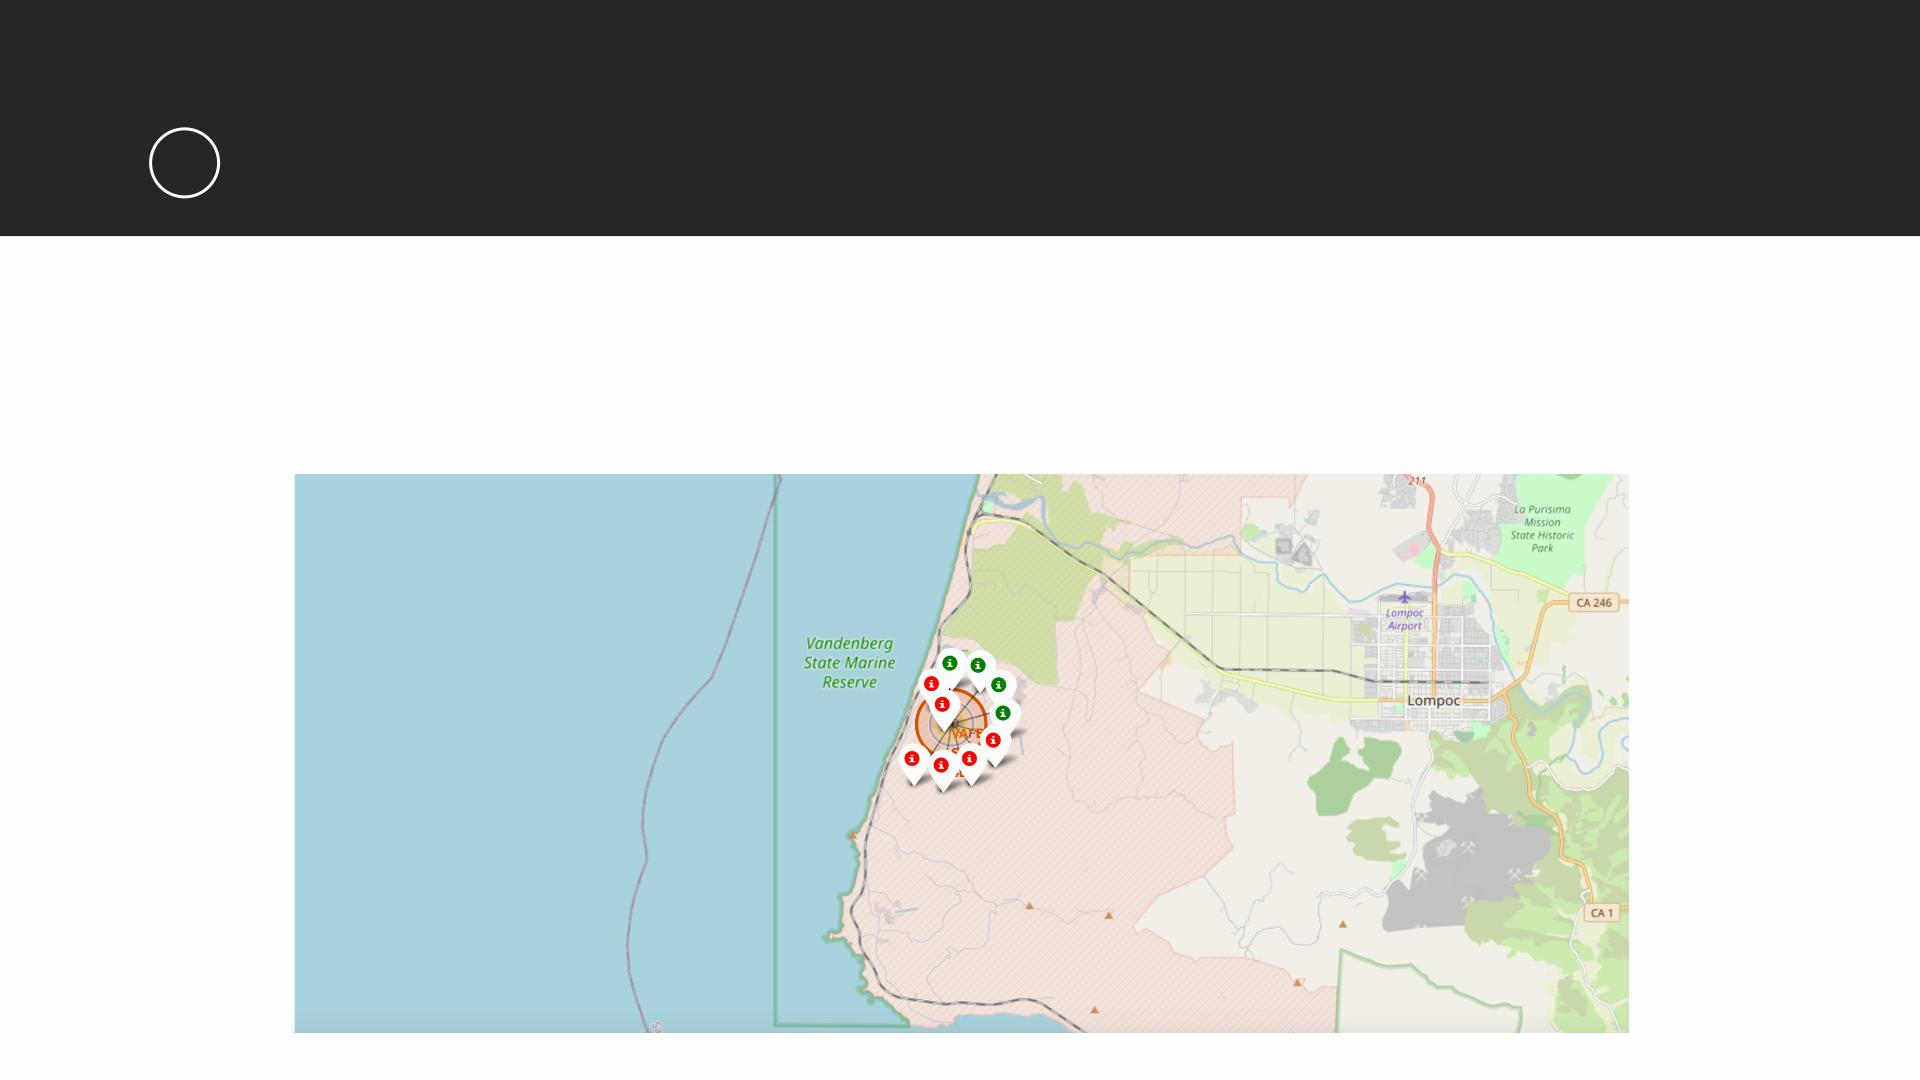 211
La Purisima
Mission
State Historic
Park
CA 246
Lompoc
Airport
Vandenberg
State Marine
Reserve
Lompoc
CA 1